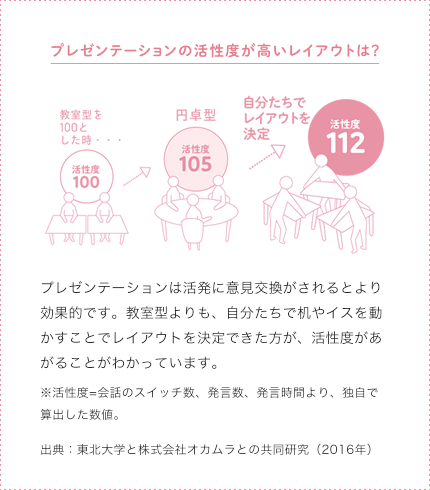 プレゼンテーションの活性度が高いレイアウトは?
教室型を
100と
した時・・・
活性度
100
円卓型
活性度
105
自分たちで
レイアウトを
決定
活性度
112
プレゼンテーションは活発に意見交換がされるとより
効果的です。教室型よりも、自分たちで机やイスを動
かすことでレイアウトを決定できた方が、活性度があ
がることがわかっています。
※活性度=会話のスイッチ数、発言数、発言時間より、独自で
算出した数値。
出典：東北大学と株式会社オカムラとの共同研究（2016年）